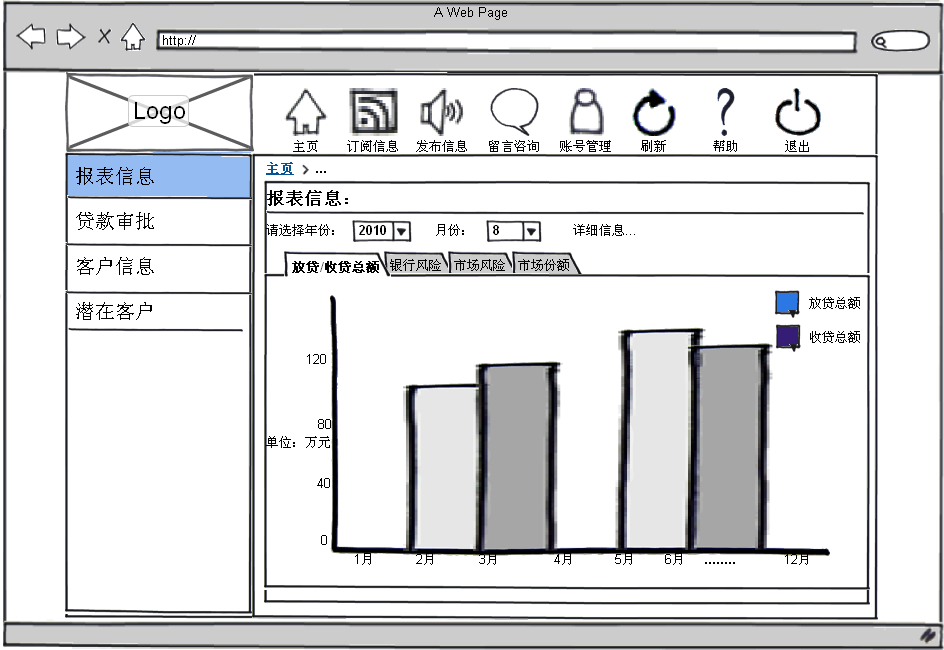 A Web Page
http://
Logo
主页 订阅信息 发布信息 留言咨询 账号管理 刷新 帮助 退出
报表信息
贷款审批
客户信息
潜在客户
主页 > ...
报表信息：
请选择年份： 2010 月份： 8 详细信息...
放贷/收贷总额 银行风险 市场风险 市场份额
放贷总额
收贷总额
120
80
单位：万元
40
0
1月 2月 3月 4月 5月 6月 ........ 12月